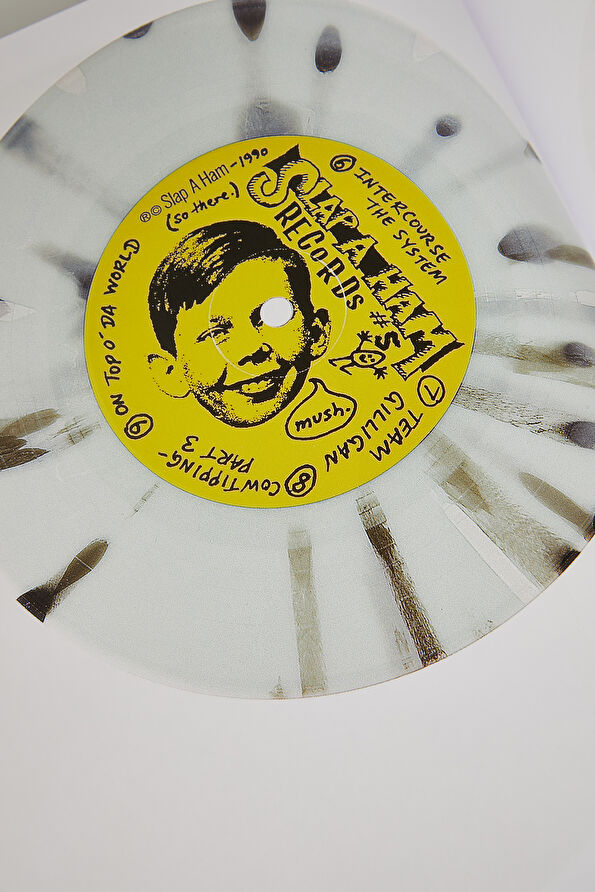 ℗© Slap A Ham - 1990
(so there.)
SLAP A HAM
RECORDS #5
mush.
⑥ INTERCOURSE
THE SYSTEM
⑦ TEAM
GILLIGAN
⑧ COWTIPPING-
PART 3
⑨ ON TOP O' DA WORLD